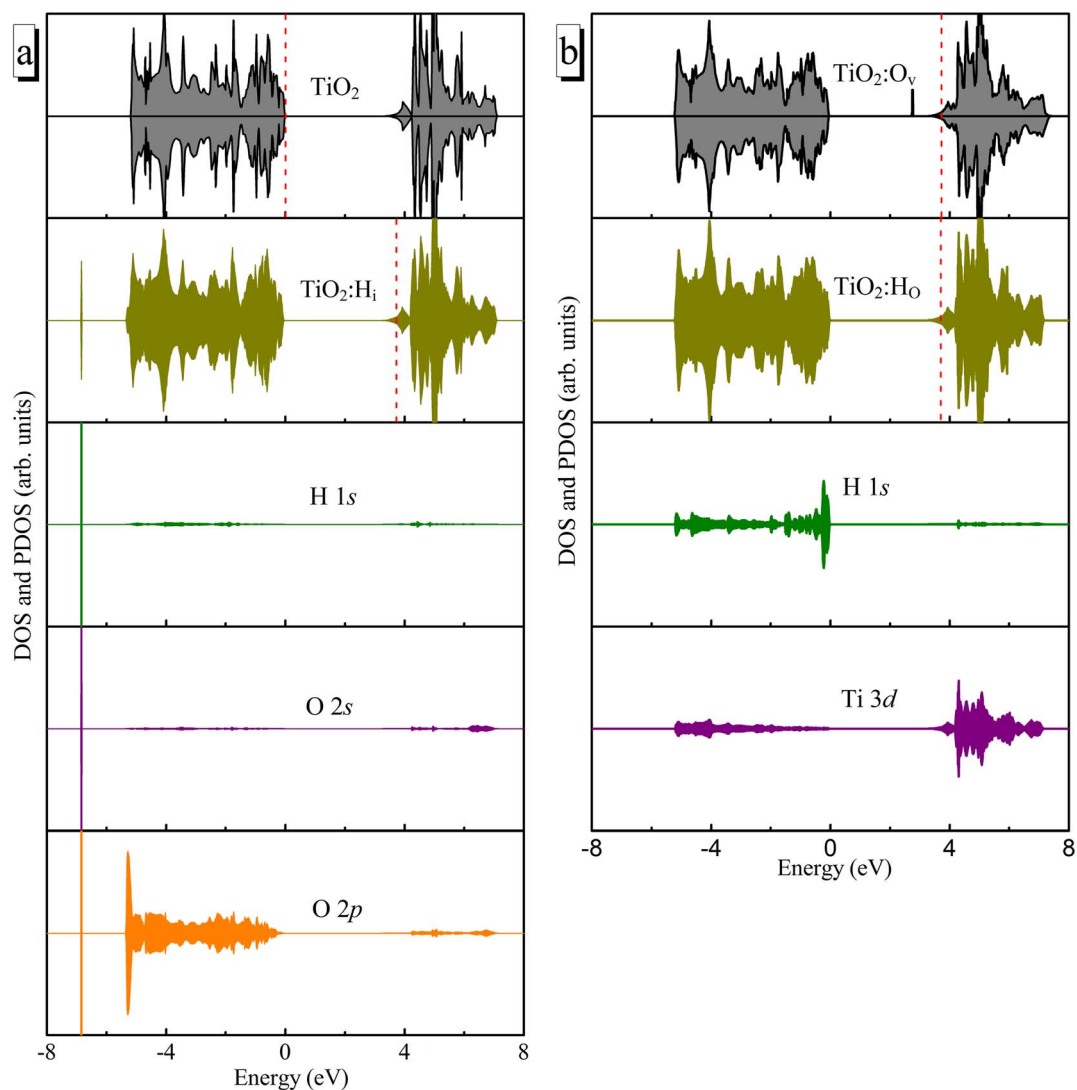 a
TiO₂
TiO₂:Hᵢ
H 1s
O 2s
O 2p
DOS and PDOS (arb. units)
-8 -4 0 4 8
Energy (eV)
b
TiO₂:Oᵥ
TiO₂:H_O
H 1s
Ti 3d
DOS and PDOS (arb. units)
-8 -4 0 4 8
Energy (eV)